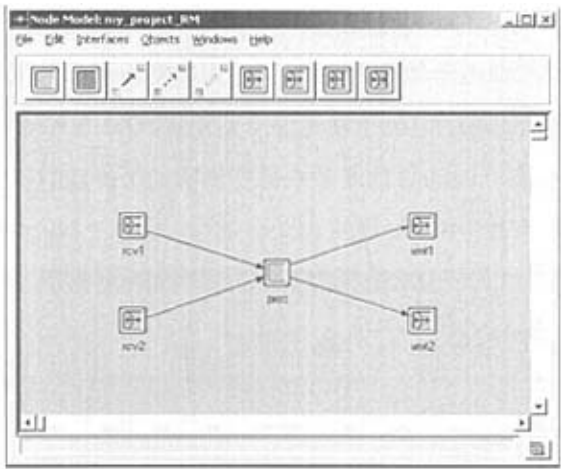 Node Model: my_project_RM
File Edit Interfaces Objects Windows Help
rcv1
xmt1
proc
rcv2
xmt2